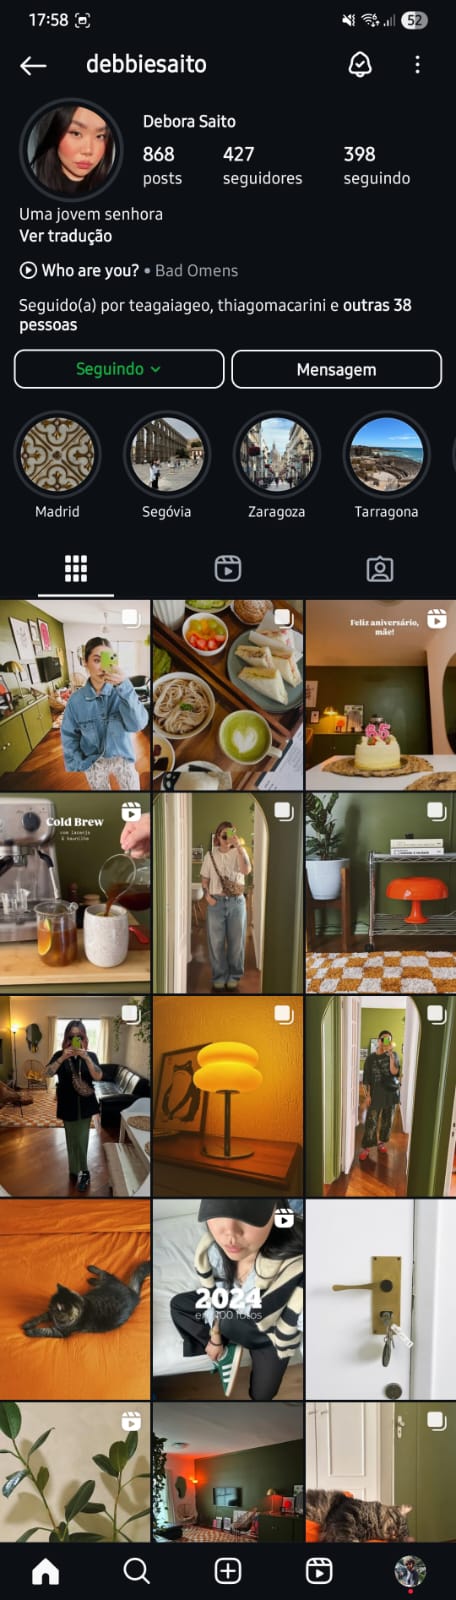 17:58
52
debbiesaito
Debora Saito
868 427 398
posts seguidores seguindo
Uma jovem senhora
Ver tradução
Who are you? • Bad Omens
Seguido(a) por teagaiageo, thiagomacarini e outras 38
pessoas
Seguindo
Mensagem
Madrid Segóvia Zaragoza Tarragona
Feliz aniversário,
mãe!
85
Cold Brew
com laranja
& baunilha
2024
em 100 fotos